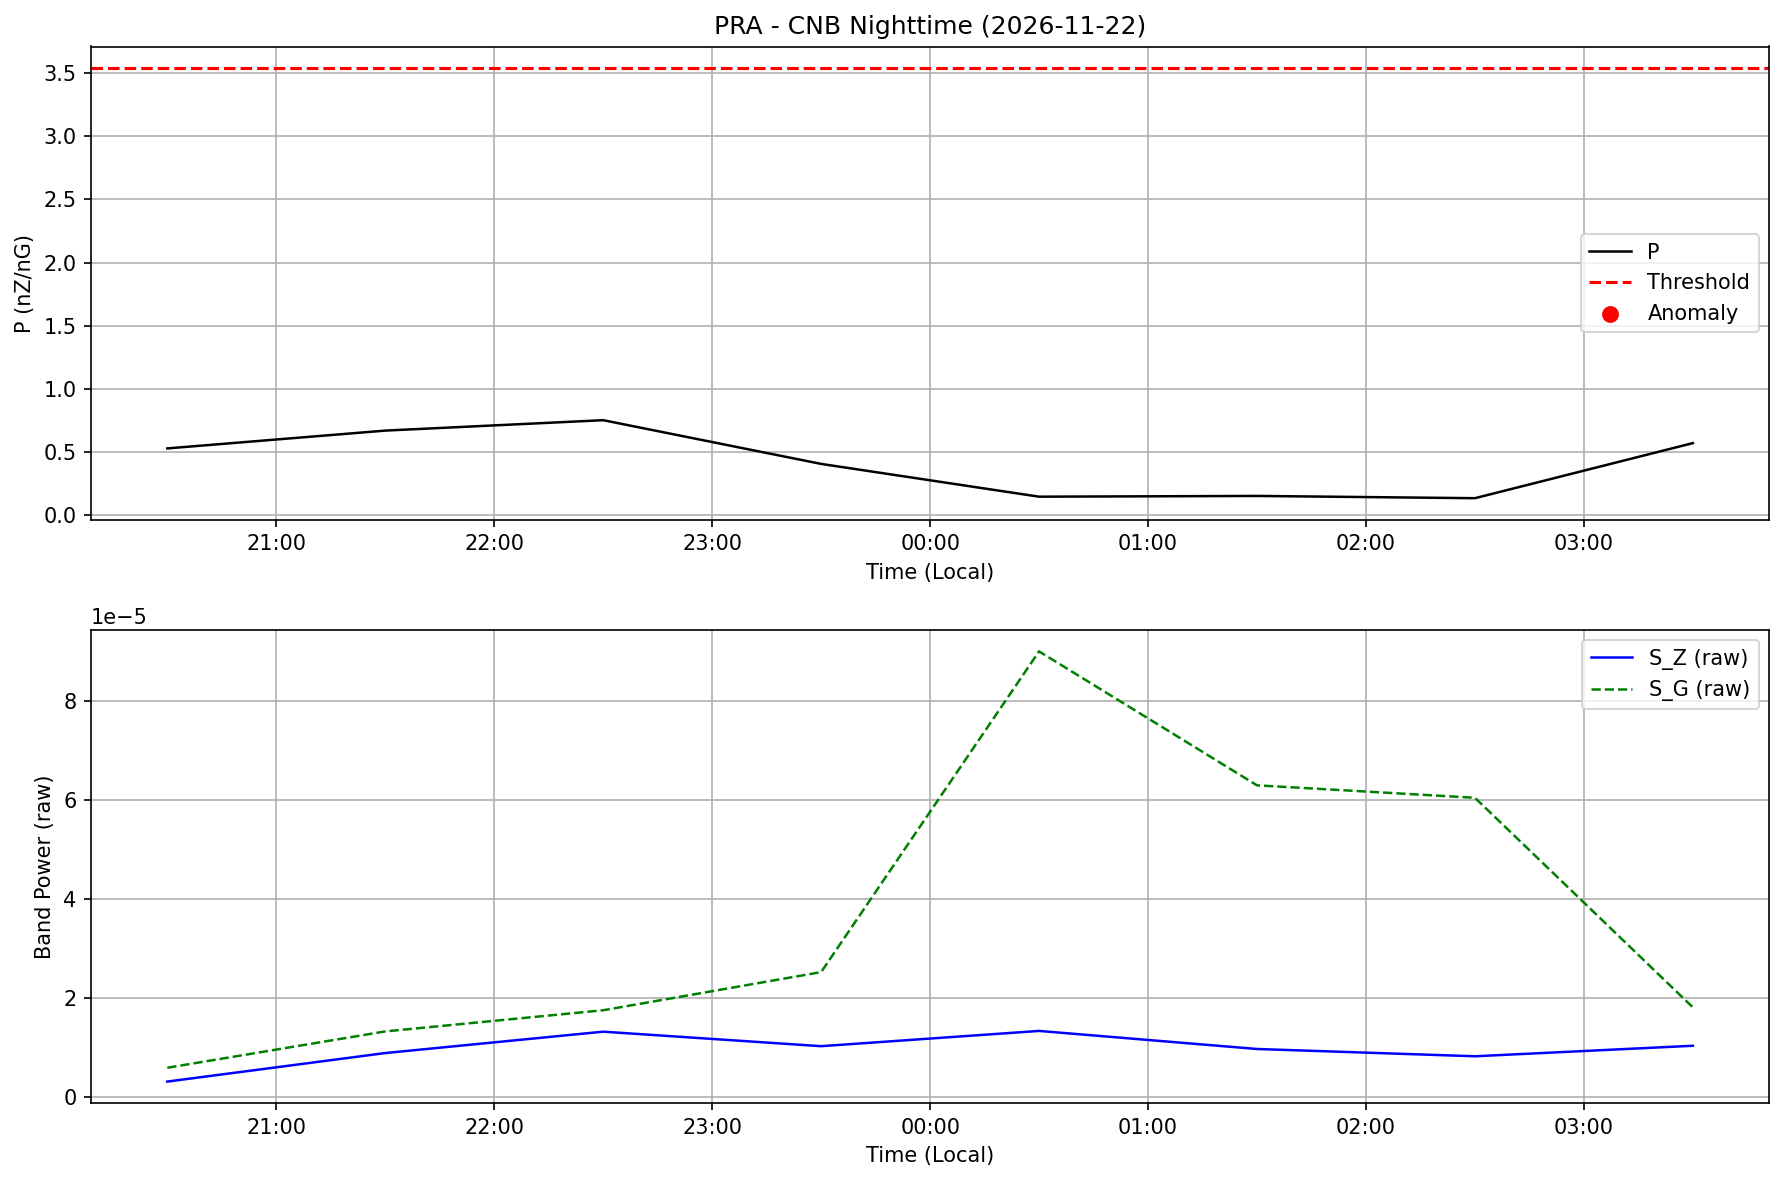 PRA - CNB Nighttime (2026-11-22)
P (nZ/nG)
3.5
3.0
2.5
2.0
1.5
1.0
0.5
0.0
P
Threshold
Anomaly
21:00 22:00 23:00 00:00 01:00 02:00 03:00
Time (Local)
1e−5
Band Power (raw)
8
6
4
2
0
S_Z (raw)
S_G (raw)
21:00 22:00 23:00 00:00 01:00 02:00 03:00
Time (Local)